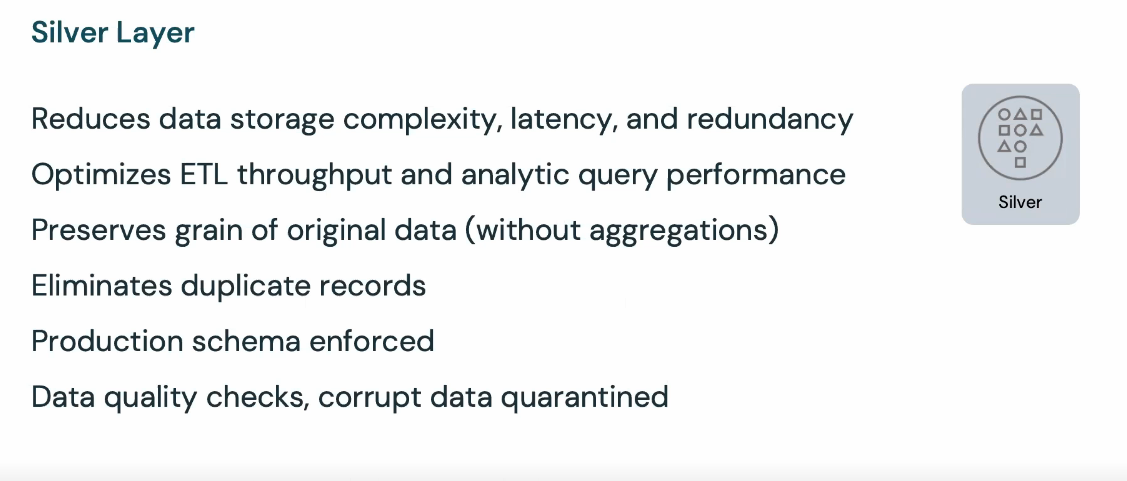 Silver Layer
Reduces data storage complexity, latency, and redundancy
Optimizes ETL throughput and analytic query performance
Preserves grain of original data (without aggregations)
Eliminates duplicate records
Production schema enforced
Data quality checks, corrupt data quarantined
Silver